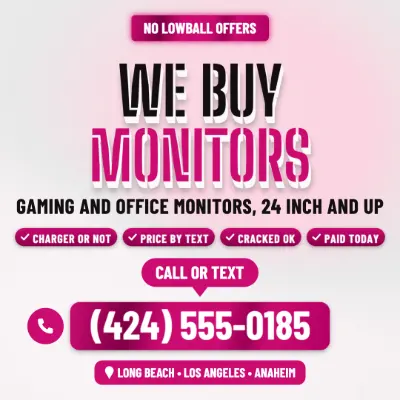 NO LOWBALL OFFERS
WE BUY
MONITORS
GAMING AND OFFICE MONITORS, 24 INCH AND UP
CHARGER OR NOT PRICE BY TEXT CRACKED OK PAID TODAY
CALL OR TEXT
(424) 555-0185
LONG BEACH • LOS ANGELES • ANAHEIM